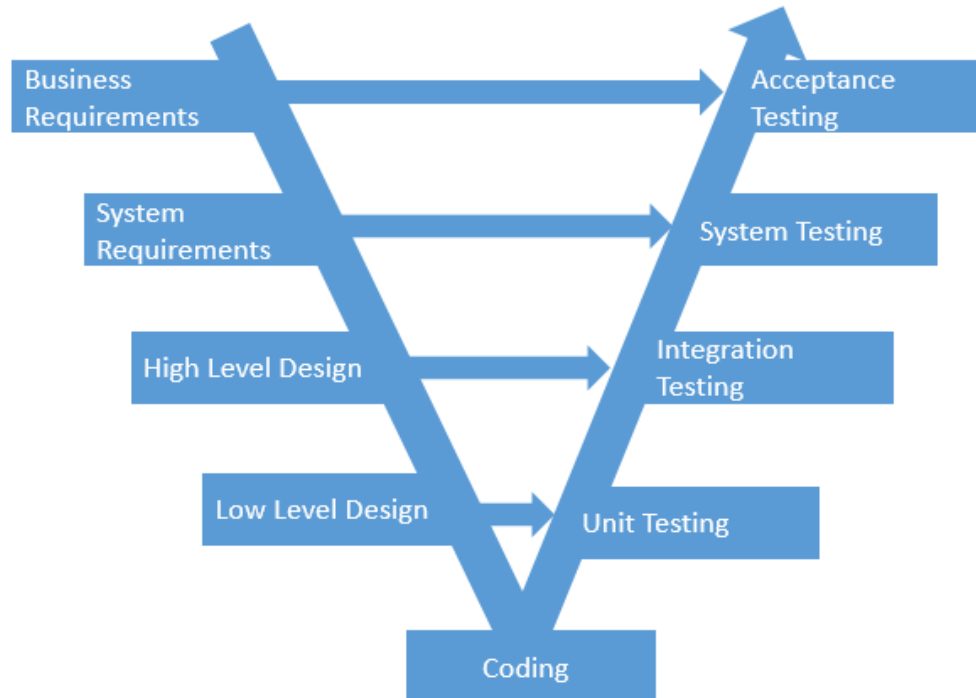 Business
Requirements
Acceptance
Testing
System
Requirements
System Testing
High Level Design
Integration
Testing
Low Level Design
Unit Testing
Coding